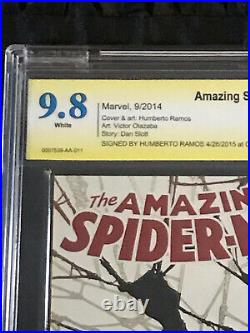 Amazing S
9.8
White
Marvel, 9/2014
Cover & art: Humberto Ramos
Art: Victor Olazaba
Story: Dan Slott
SIGNED BY HUMBERTO RAMOS 4/26/2015 at C
THE AMAZING
SPIDER-M